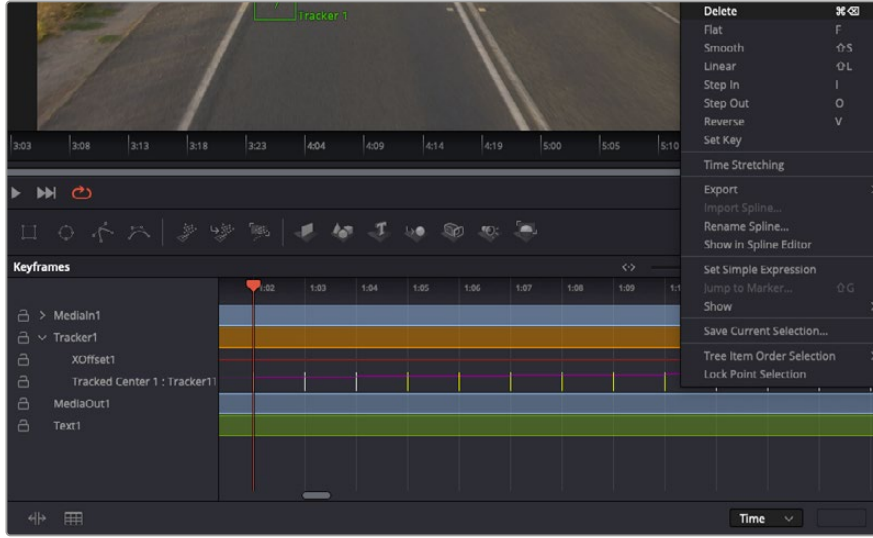 Tracker 1
Delete ⌘⌫
Flat F
Smooth ⇧S
Linear ⇧L
Step In I
Step Out O
Reverse V
Set Key
Time Stretching
Export
Import Spline...
Rename Spline...
Show in Spline Editor
Set Simple Expression
Jump to Marker... ⇧G
Show
Save Current Selection...
Tree Item Order Selection
Lock Point Selection
3:03 3:08 3:13 3:18 3:23 4:04 4:09 4:14 4:19 5:00 5:05 5:10
Keyframes
1:02 1:03 1:04 1:05 1:06 1:07 1:08 1:09
MediaIn1
Tracker1
XOffset1
Tracked Center 1 : Tracker1
MediaOut1
Text1
Time